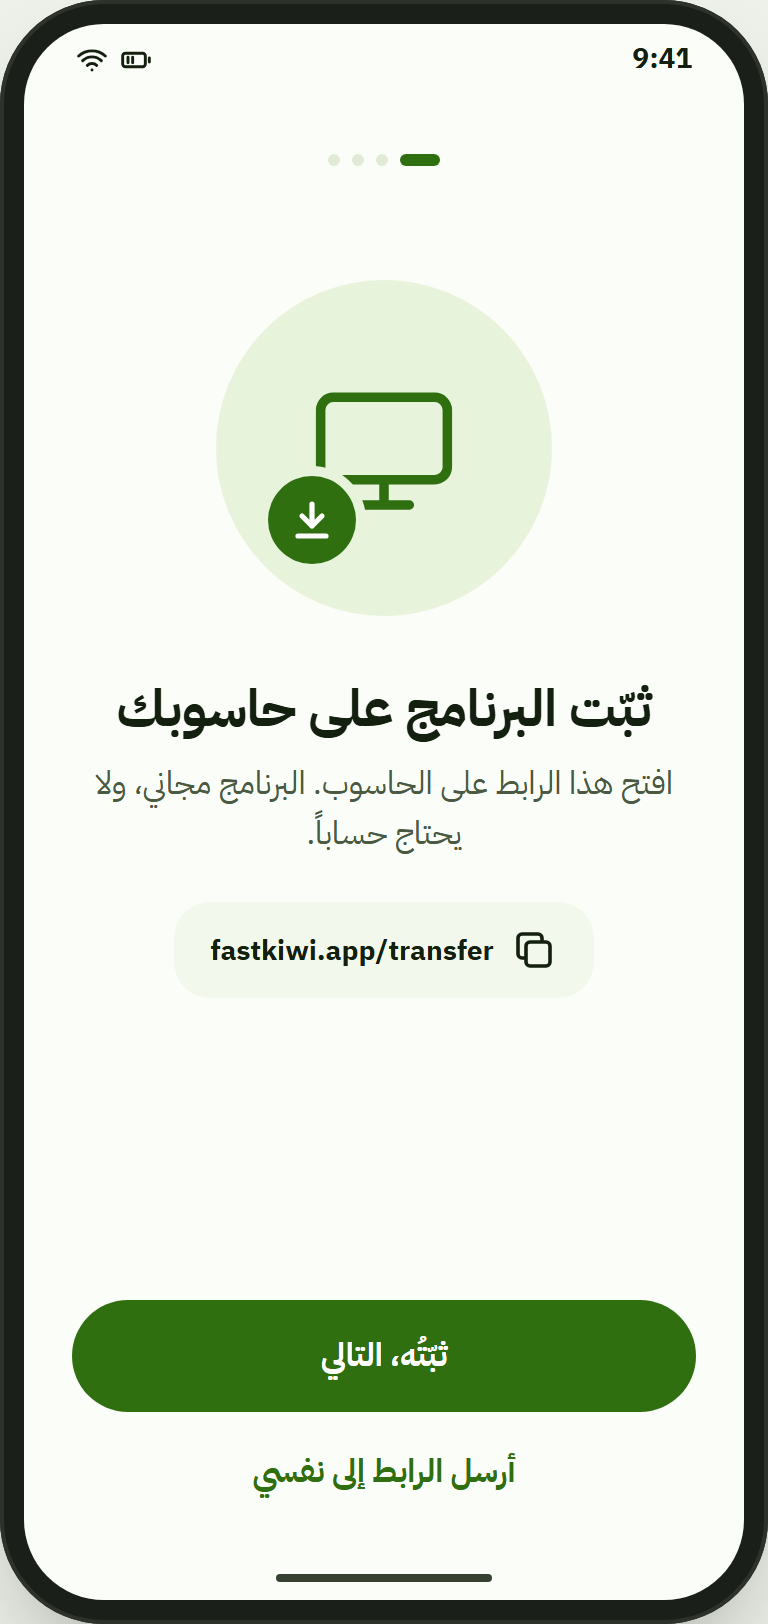 9:41
ثبّت البرنامج على حاسوبك
افتح هذا الرابط على الحاسوب. البرنامج مجاني، ولا
يحتاج حساباً.
fastkiwi.app/transfer
ثبّتُه، التالي
أرسل الرابط إلى نفسي